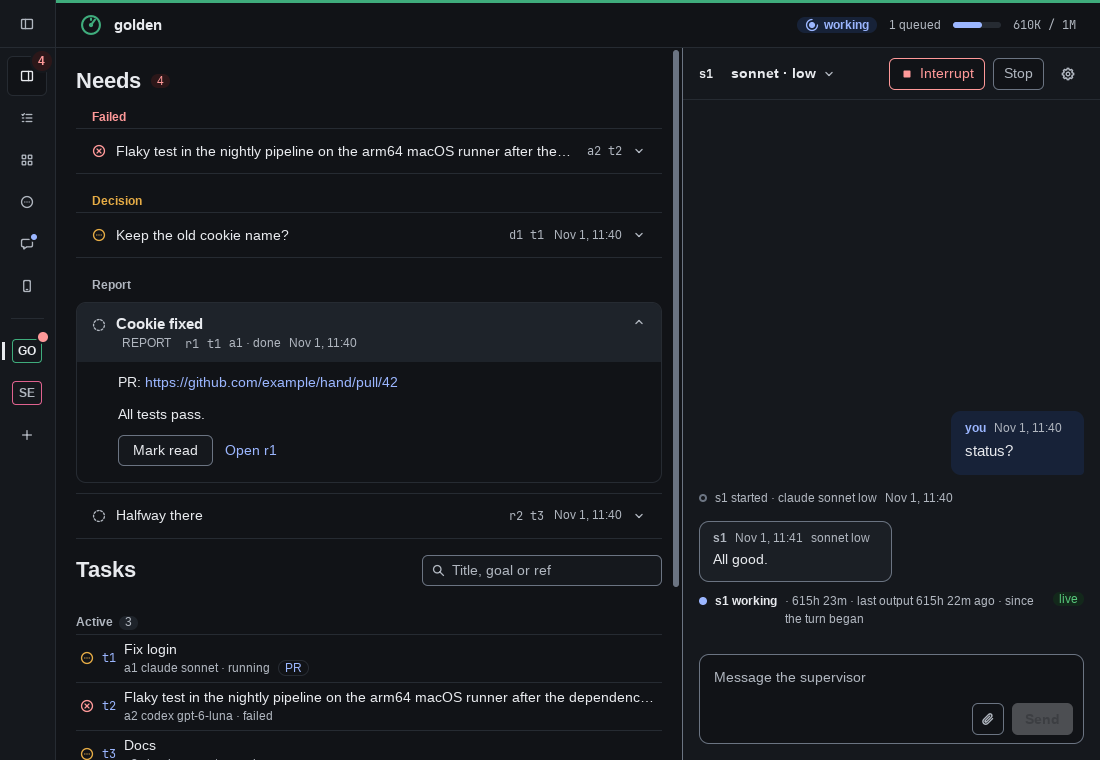 golden
working
1 queued
610K / 1M
4
GO
SE
Needs 4
Failed
Flaky test in the nightly pipeline on the arm64 macOS runner after the… a2 t2
Decision
Keep the old cookie name? d1 t1 Nov 1, 11:40
Report
Cookie fixed
REPORT r1 t1 a1 · done Nov 1, 11:40
PR: https://github.com/example/hand/pull/42
All tests pass.
Mark read Open r1
Halfway there r2 t3 Nov 1, 11:40
Tasks
Title, goal or ref
Active 3
t1 Fix login
a1 claude sonnet · running PR
t2 Flaky test in the nightly pipeline on the arm64 macOS runner after the dependenc…
a2 codex gpt-6-luna · failed
t3 Docs
s1 sonnet · low
Interrupt
Stop
you Nov 1, 11:40
status?
s1 started · claude sonnet low Nov 1, 11:40
s1 Nov 1, 11:41 sonnet low
All good.
s1 working · 615h 23m · last output 615h 22m ago · since
the turn began
live
Message the supervisor
Send